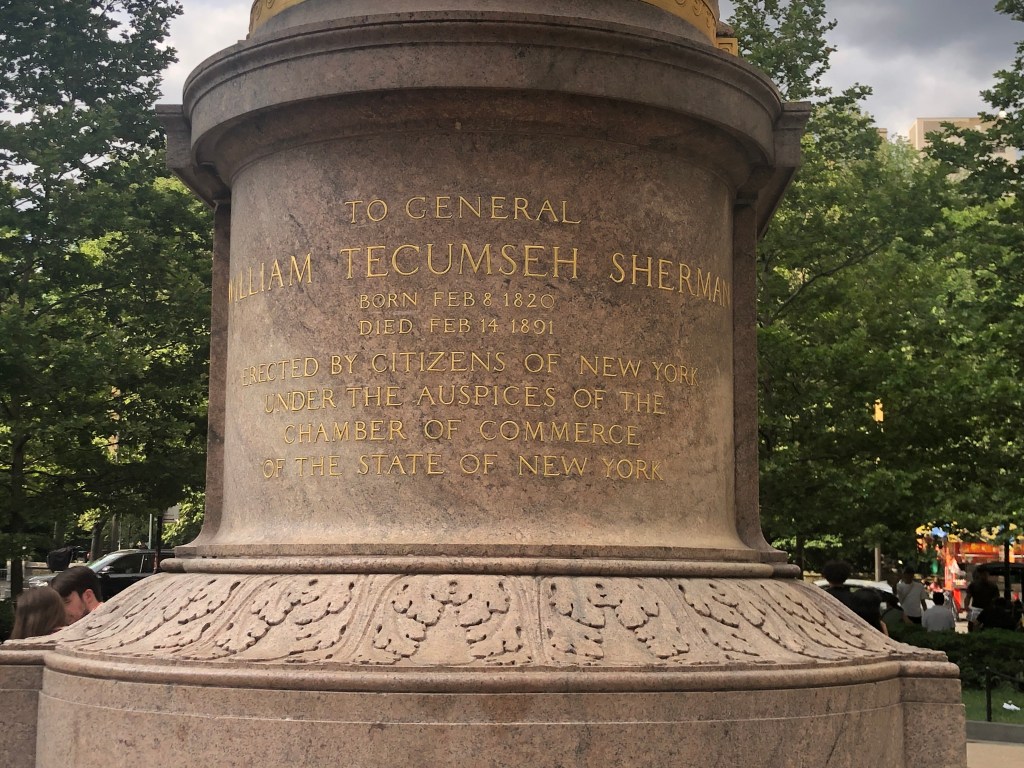 TO GENERAL
WILLIAM TECUMSEH SHERMAN
BORN FEB 8 1820
DIED FEB 14 1891
ERECTED BY CITIZENS OF NEW YORK
UNDER THE AUSPICES OF THE
CHAMBER OF COMMERCE
OF THE STATE OF NEW YORK